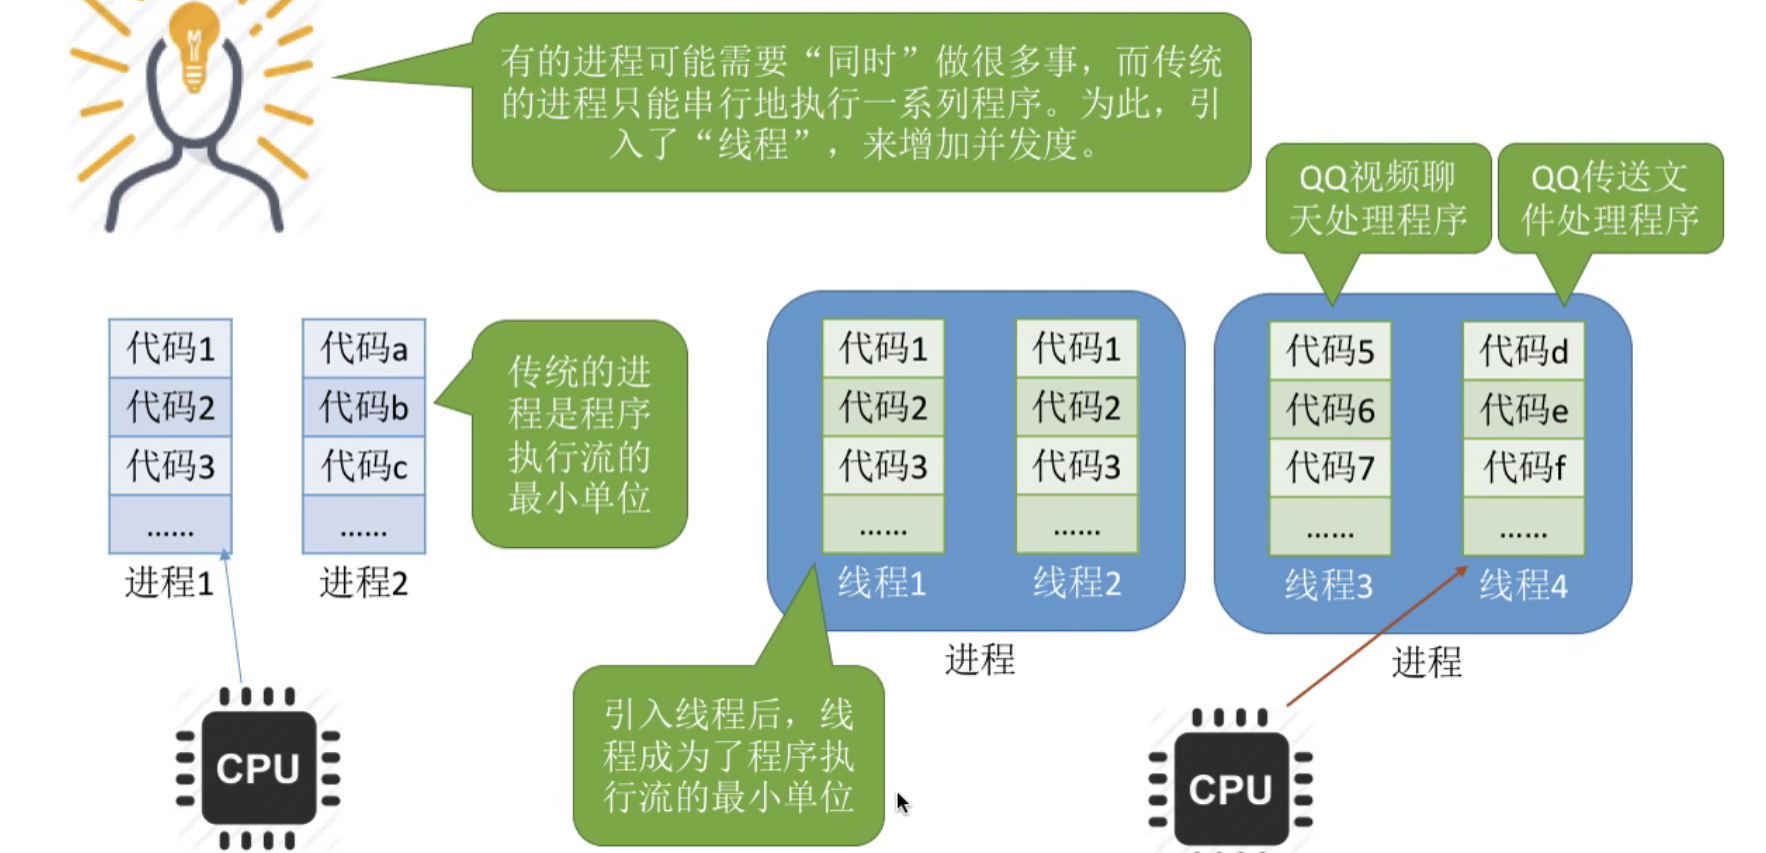 有的进程可能需要“同时”做很多事，而传统
的进程只能串行地执行一系列程序。为此，引
入了“线程”，来增加并发度。
QQ视频聊
天处理程序
QQ传送文
件处理程序
代码1
代码2
代码3
……
进程1
代码a
代码b
代码c
……
进程2
传统的进
程是程序
执行流的
最小单位
代码1
代码2
代码3
……
线程1
代码1
代码2
代码3
……
线程2
进程
代码5
代码6
代码7
……
线程3
代码d
代码e
代码f
……
线程4
进程
引入线程后，线
程成为了程序执
行流的最小单位
CPU
CPU